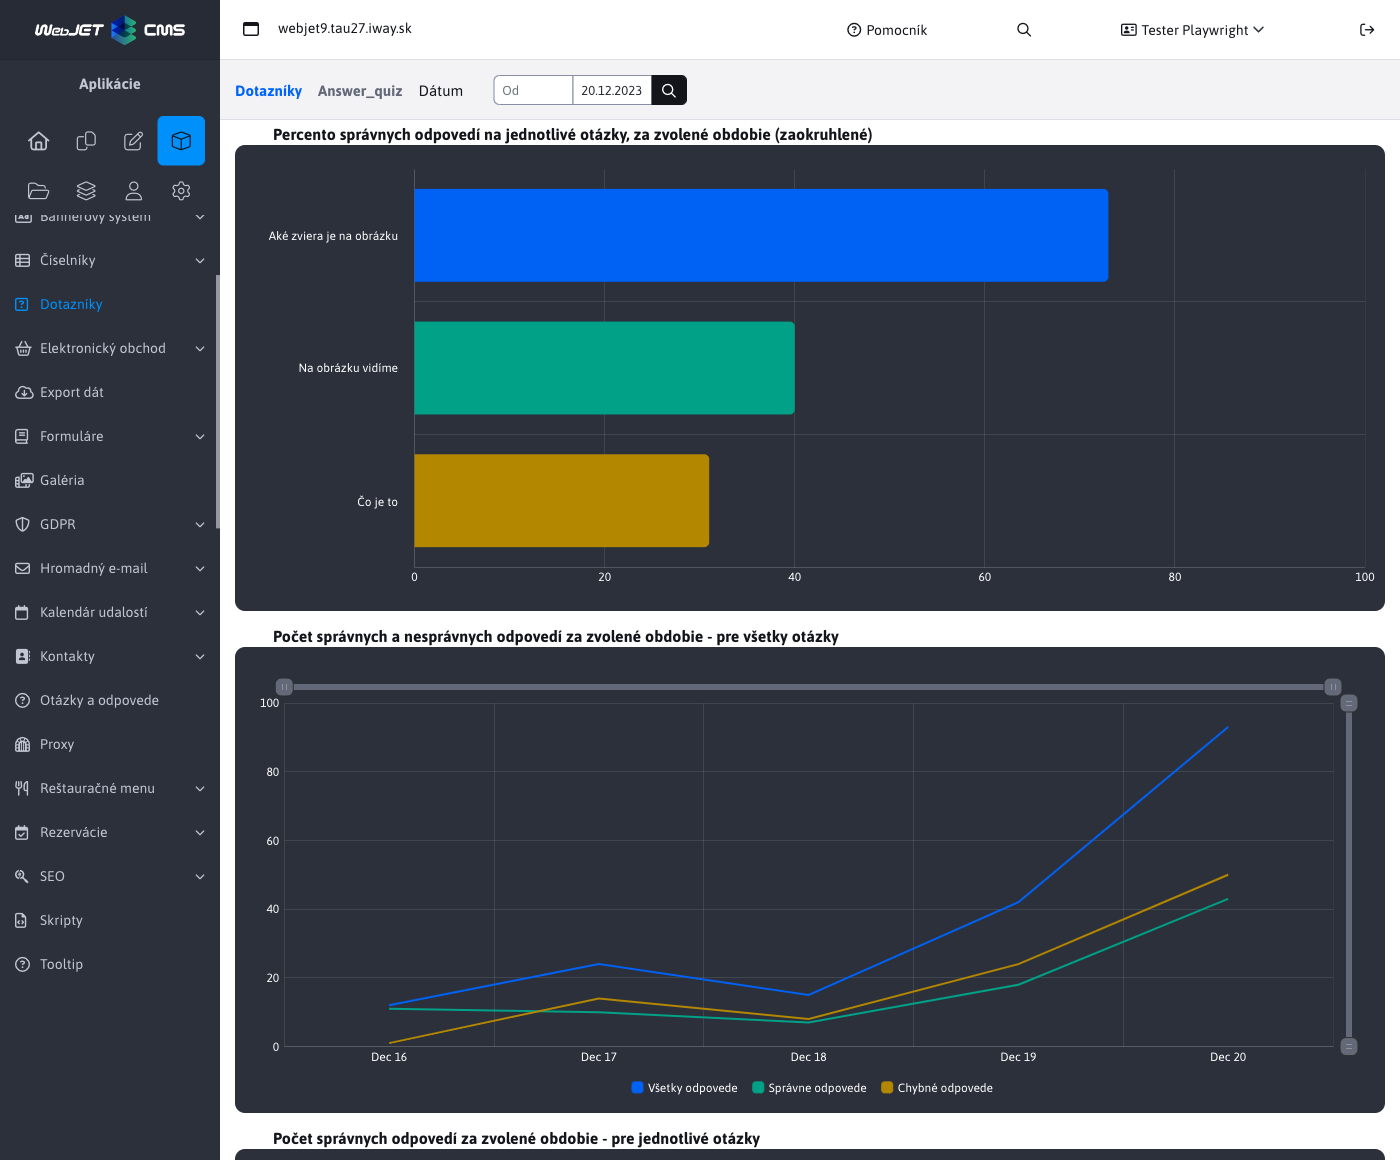 WebJET CMS
webjet9.tau27.iway.sk
Pomocník
Tester Playwright
Aplikácie
Bannerový systém
Číselníky
Dotazníky
Elektronický obchod
Export dát
Formuláre
Galéria
GDPR
Hromadný e-mail
Kalendár udalostí
Kontakty
Otázky a odpovede
Proxy
Reštauračné menu
Rezervácie
SEO
Skripty
Tooltip
Dotazníky Answer_quiz Dátum Od 20.12.2023
Percento správnych odpovedí na jednotlivé otázky, za zvolené obdobie (zaokruhlené)
Aké zviera je na obrázku
Na obrázku vidíme
Čo je to
0 20 40 60 80 100
Počet správnych a nesprávnych odpovedí za zvolené obdobie - pre všetky otázky
100
80
60
40
20
0
Dec 16 Dec 17 Dec 18 Dec 19 Dec 20
Všetky odpovede Správne odpovede Chybné odpovede
Počet správnych odpovedí za zvolené obdobie - pre jednotlivé otázky